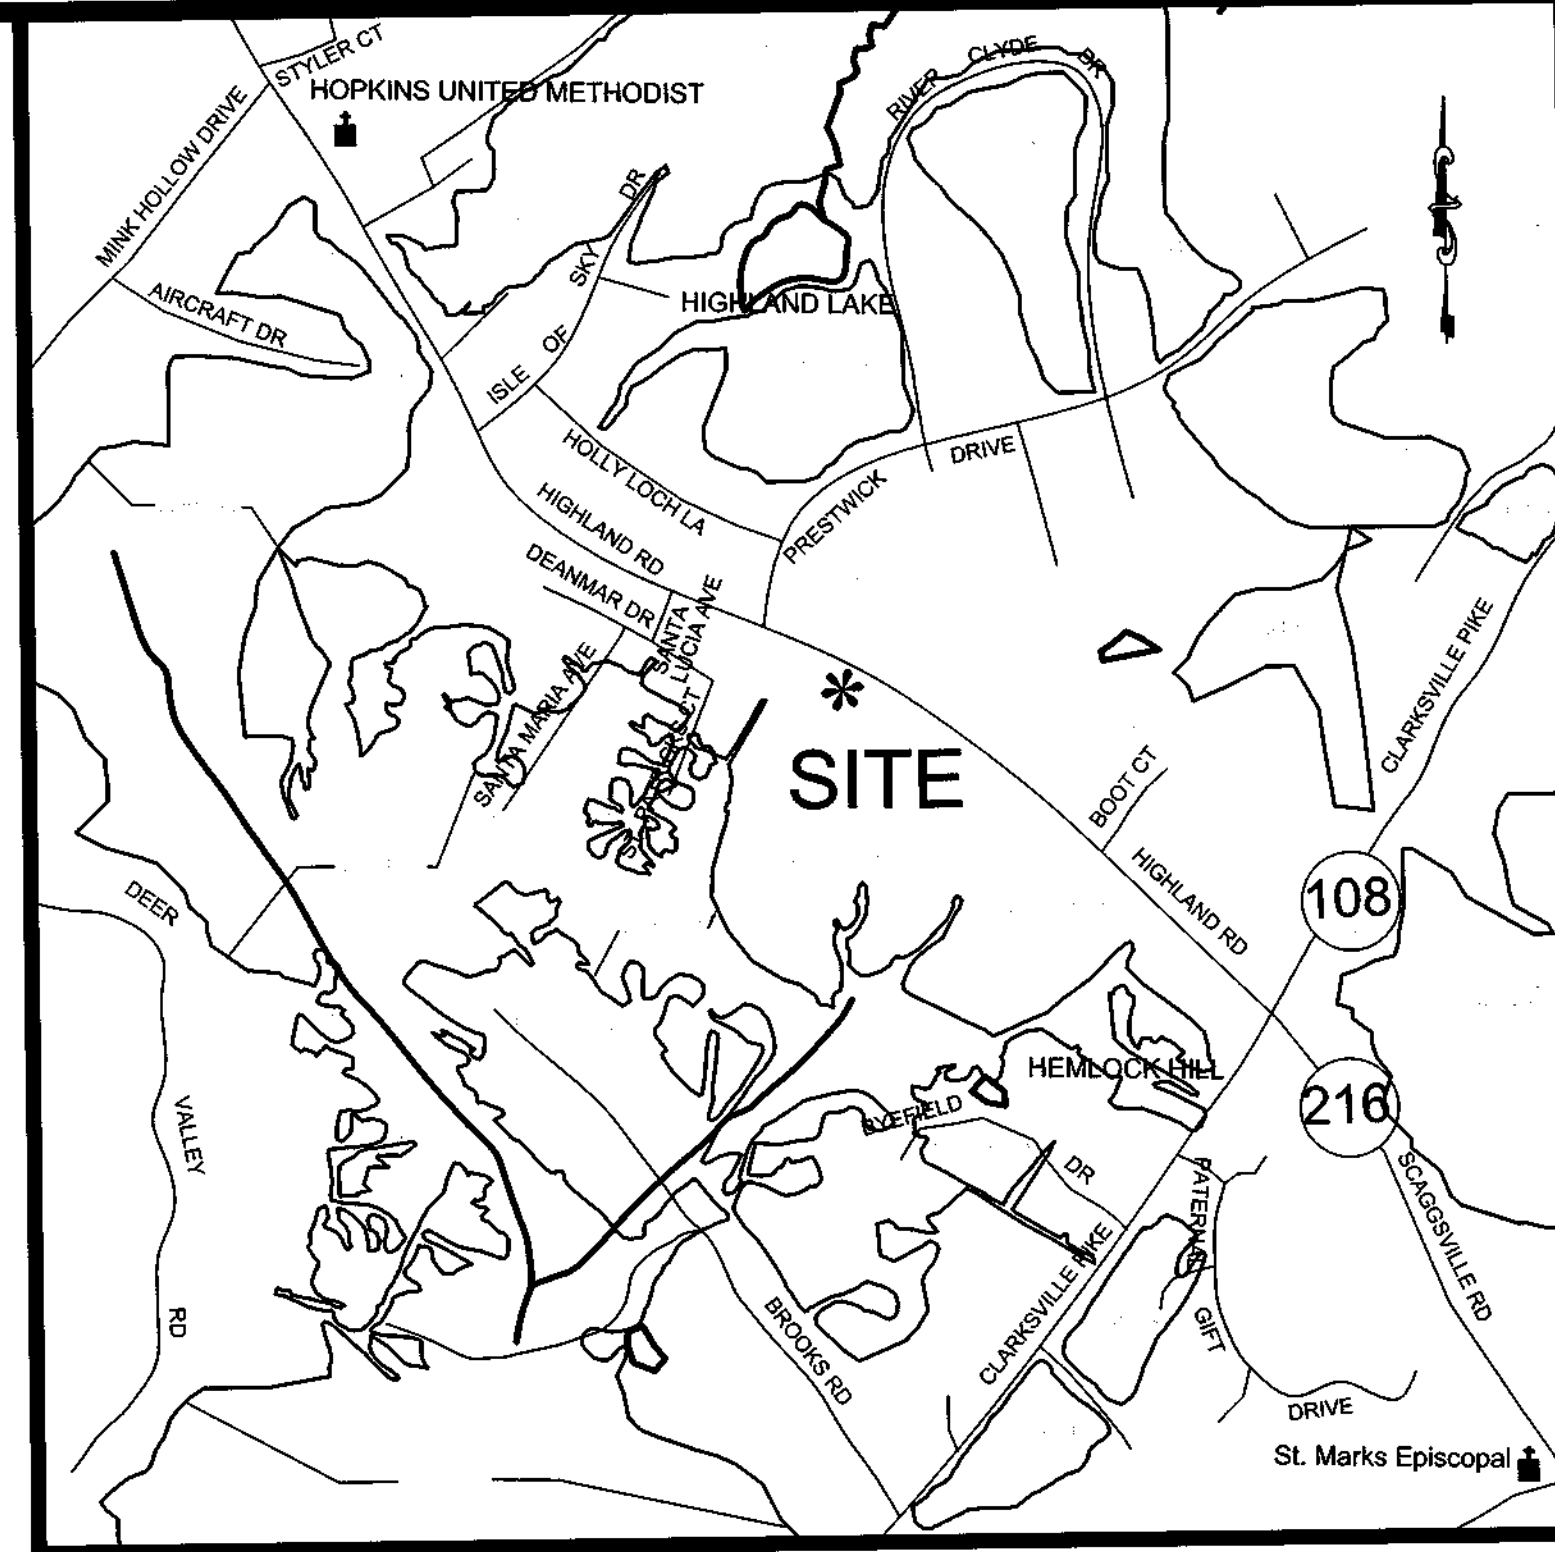 STYLER CT
HOPKINS UNITED METHODIST
MINK HOLLOW DRIVE
AIRCRAFT DR
RIVER CLYDE DR
ISLE OF SKY DR
HIGHLAND LAKE
HOLLY LOCH LA
HIGHLAND RD
PRESTWICK DRIVE
DEANMAR DR
SANTA LUCIA AVE
SANTA MARIA AVE
CT
SITE
CLARKSVILLE PIKE
BOOT CT
HIGHLAND RD
108
216
DEER VALLEY RD
HEMLOCK HILL
BYEFIELD DR
PATERNAL GIFT DRIVE
SCAGGSVILLE RD
CLARKSVILLE PIKE
BROOKS RD
St. Marks Episcopal